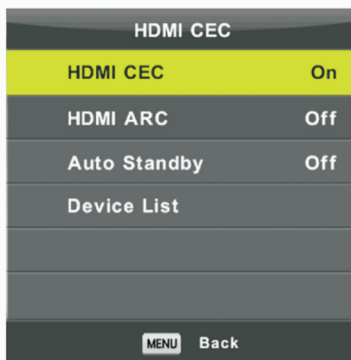 HDMI CEC
HDMI CEC On
HDMI ARC Off
Auto Standby Off
Device List
MENU Back